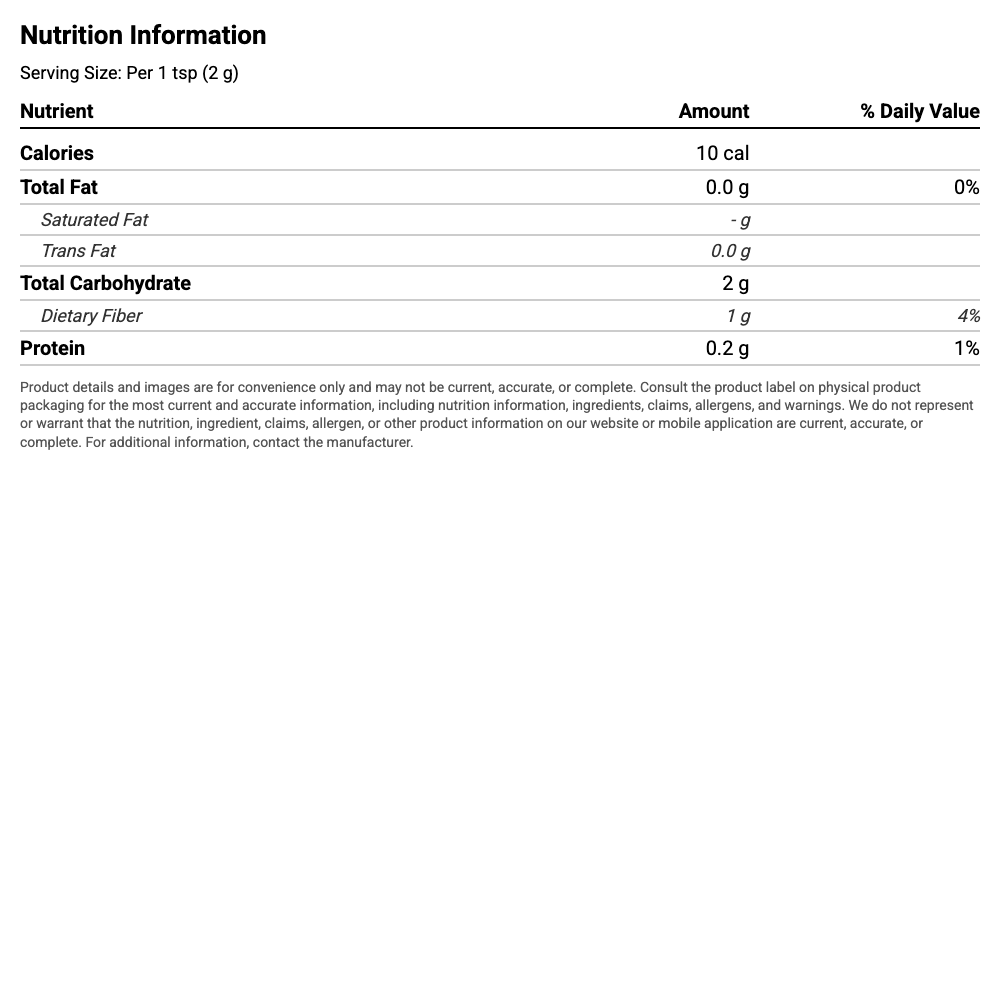 Nutrition Information
Serving Size: Per 1 tsp (2 g)
Nutrient Amount % Daily Value
Calories 10 cal
Total Fat 0.0 g 0%
Saturated Fat - g
Trans Fat 0.0 g
Total Carbohydrate 2 g
Dietary Fiber 1 g 4%
Protein 0.2 g 1%
Product details and images are for convenience only and may not be current, accurate, or complete. Consult the product label on physical product
packaging for the most current and accurate information, including nutrition information, ingredients, claims, allergens, and warnings. We do not represent
or warrant that the nutrition, ingredient, claims, allergen, or other product information on our website or mobile application are current, accurate, or
complete. For additional information, contact the manufacturer.